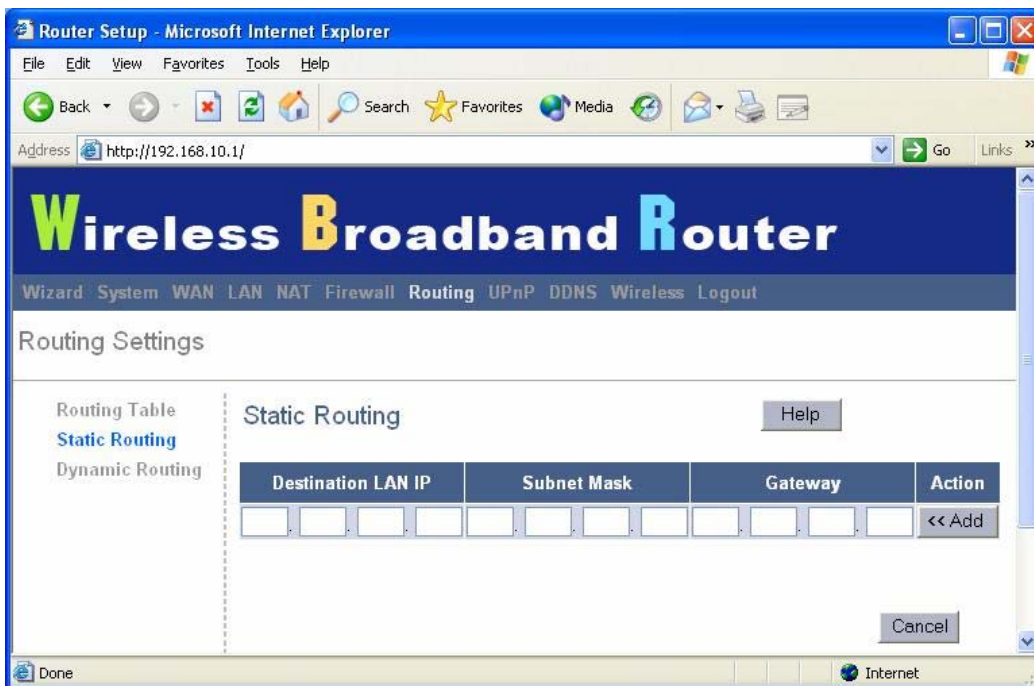 Router Setup - Microsoft Internet Explorer
File Edit View Favorites Tools Help
Back Search Favorites Media
Address http://192.168.10.1/ Go Links »
Wireless Broadband Router
Wizard System WAN LAN NAT Firewall Routing UPnP DDNS Wireless Logout
Routing Settings
Routing Table
Static Routing
Dynamic Routing
Static Routing Help
Destination LAN IP Subnet Mask Gateway Action
. . . . . . . . . << Add
Cancel
Done Internet